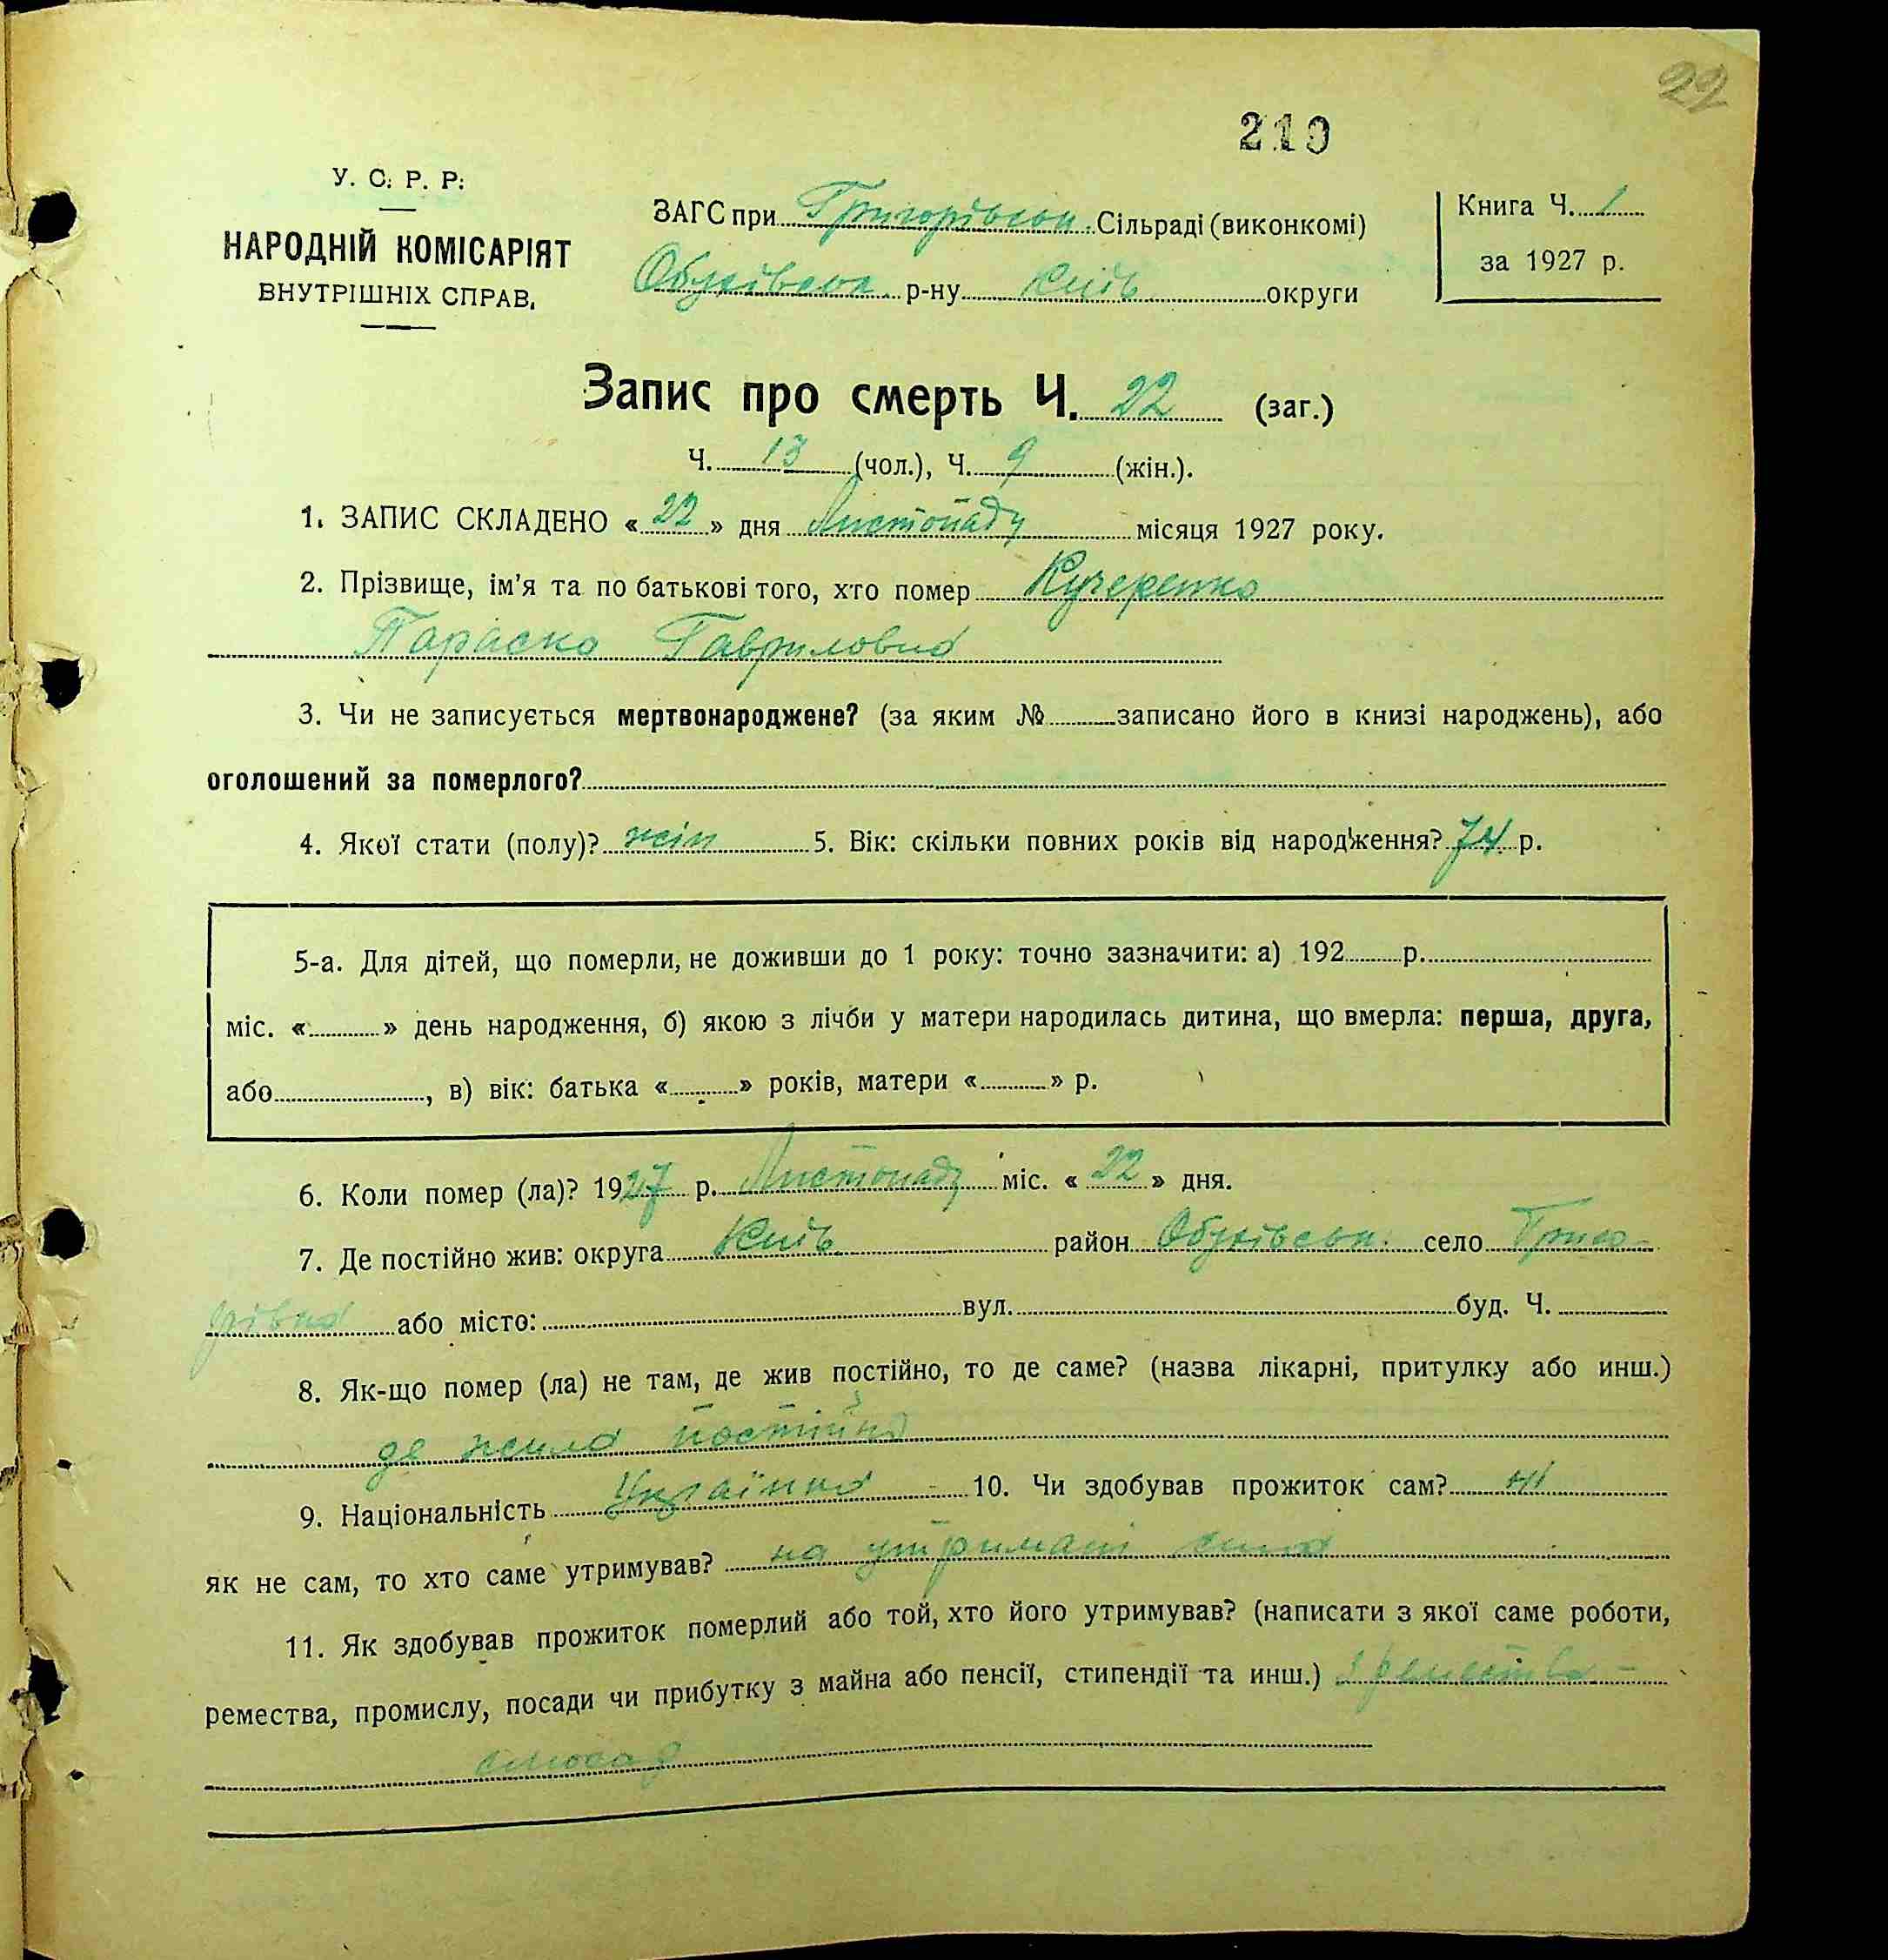 22
210
У. С. Р. Р.
НАРОДНІЙ КОМІСАРІЯТ
ВНУТРІШНІХ СПРАВ.
ЗАГС при Григорівськ. Сільраді (виконкомі)
Обухівськ. р-ну Київ. округи
Книга Ч. 1
за 1927 р.
Запис про смерть Ч. 22 (заг.)
Ч. 13 (чол.), Ч. 9 (жін.).
1. ЗАПИС СКЛАДЕНО «22» дня Листопаду місяця 1927 року.
2. Прізвище, ім'я та по батькові того, хто помер Кучеренко
Параска Гавриловна
3. Чи не записується мертвонароджене? (за яким № записано його в книзі народжень), або
оголошений за померлого?
4. Якої стати (полу)? жін 5. Вік: скільки повних років від народження? 74 р.
5-а. Для дітей, що померли, не доживши до 1 року: точно зазначити: а) 192 р.
міс. « » день народження, б) якою з лічби у матери народилась дитина, що вмерла: перша, друга,
або , в) вік: батька « » років, матери « » р.
6. Коли помер (ла)? 1927 р. Листопаду міс. «22» дня.
7. Де постійно жив: округа Київ. район Обухівськ. село Григо-
рівка або місто: вул. буд. Ч.
8. Як-що помер (ла) не там, де жив постійно, то де саме? (назва лікарні, притулку або инш.)
де жила постійно
9. Національність Українка 10. Чи здобував прожиток сам? ні
як не сам, то хто саме утримував? на утримані сина
11. Як здобував прожиток померлий або той, хто його утримував? (написати з якої саме роботи,
ремества, промислу, посади чи прибутку з майна або пенсії, стипендії та инш.) з ремества -
слюсар